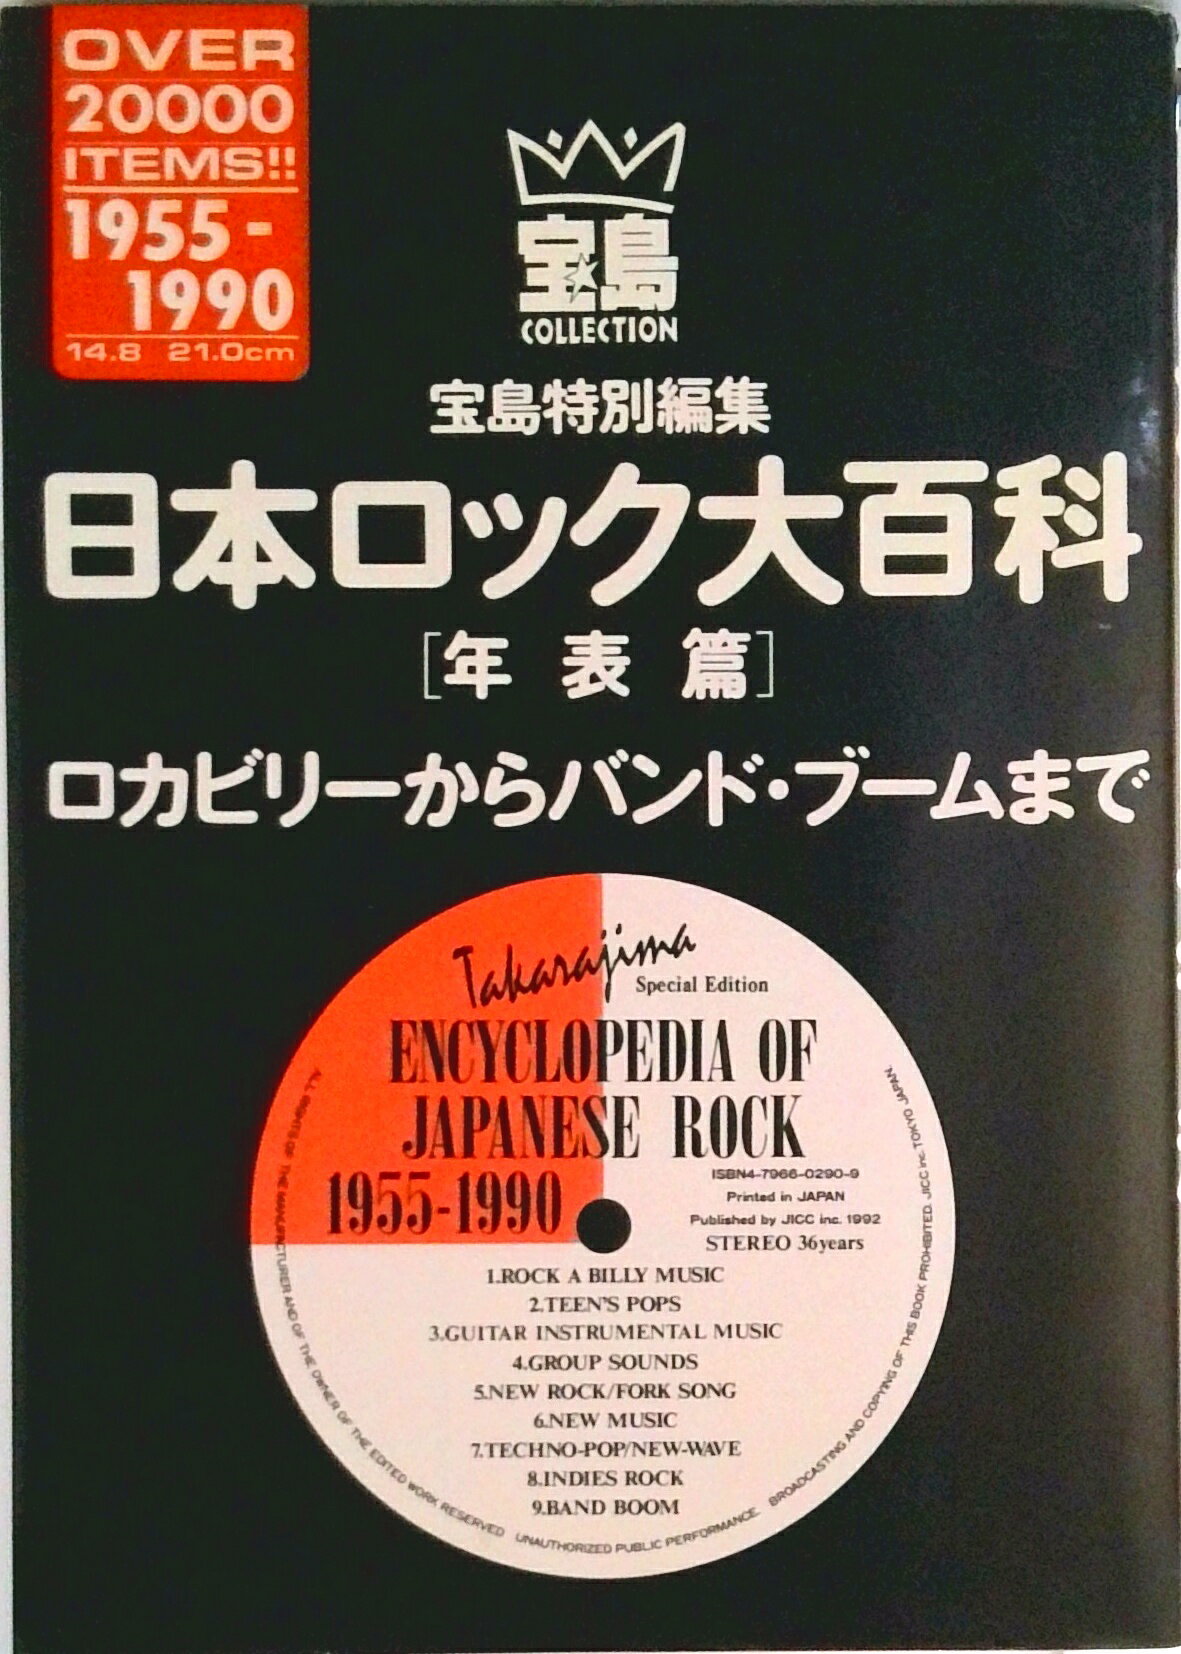 OVER
20000
ITEMS!!
1955-
1990
14.8 21.0cm
宝島
COLLECTION
宝島特別編集
日本ロック大百科
[年表篇]
ロカビリーからバンド・ブームまで
Takarajima
Special Edition
ENCYCLOPEDIA OF
JAPANESE ROCK
1955-1990
ISBN4-7966-0290-9
Printed in JAPAN
Published by JICC inc. 1992
STEREO 36years
1.ROCK A BILLY MUSIC
2.TEEN'S POPS
3.GUITAR INSTRUMENTAL MUSIC
4.GROUP SOUNDS
5.NEW ROCK/FORK SONG
6.NEW MUSIC
7.TECHNO-POP/NEW-WAVE
8.INDIES ROCK
9.BAND BOOM
ALL RIGHTS OF THE MANUFACTURER AND OF THE OWNER OF THE EDITED WORK RESERVED UNAUTHORIZED PUBLIC PERFORMANCE BROADCASTING AND COPYING OF THIS BOOK PROHIBITED. JICC inc. TOKYO JAPAN.